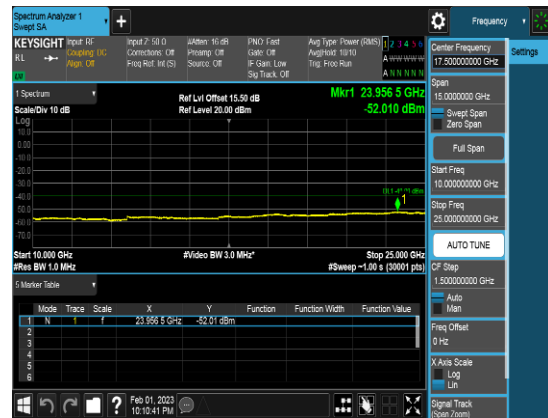 Spectrum Analyzer 1
Swept SA
+
Frequency
KEYSIGHT
RL
Input: RF
Coupling: DC
Align: Off
Input Z: 50 Ω
Corrections: Off
Freq Ref: Int (S)
#Atten: 16 dB
Preamp: Off
Source: Off
PNO: Fast
Gate: Off
IF Gain: Low
Sig Track: Off
Avg Type: Power (RMS)
Avg|Hold: 10/10
Trig: Free Run
1 2 3 4 5 6
A W W W W W
A N N N N N
1 Spectrum
Scale/Div 10 dB
Ref Lvl Offset 15.50 dB
Ref Level 20.00 dBm
Mkr1 23.956 5 GHz
-52.010 dBm
Log
10.0
0.00
-10.0
-20.0
-30.0
-40.0
-50.0
-60.0
-70.0
1
Start 10.000 GHz
#Res BW 1.0 MHz
#Video BW 3.0 MHz*
Stop 25.000 GHz
#Sweep ~1.00 s (30001 pts)
5 Marker Table
Mode Trace Scale X Y Function Function Width Function Value
1 N 1 f 23.956 5 GHz -52.01 dBm
2
3
4
5
6
?
Feb 01, 2023
10:10:41 PM
Center Frequency
17.500000000 GHz
Settings
Span
15.0000000 GHz
Swept Span
Zero Span
Full Span
Start Freq
10.000000000 GHz
Stop Freq
25.000000000 GHz
AUTO TUNE
CF Step
1.500000000 GHz
Auto
Man
Freq Offset
0 Hz
X Axis Scale
Log
Lin
Signal Track
(Span Zoom)